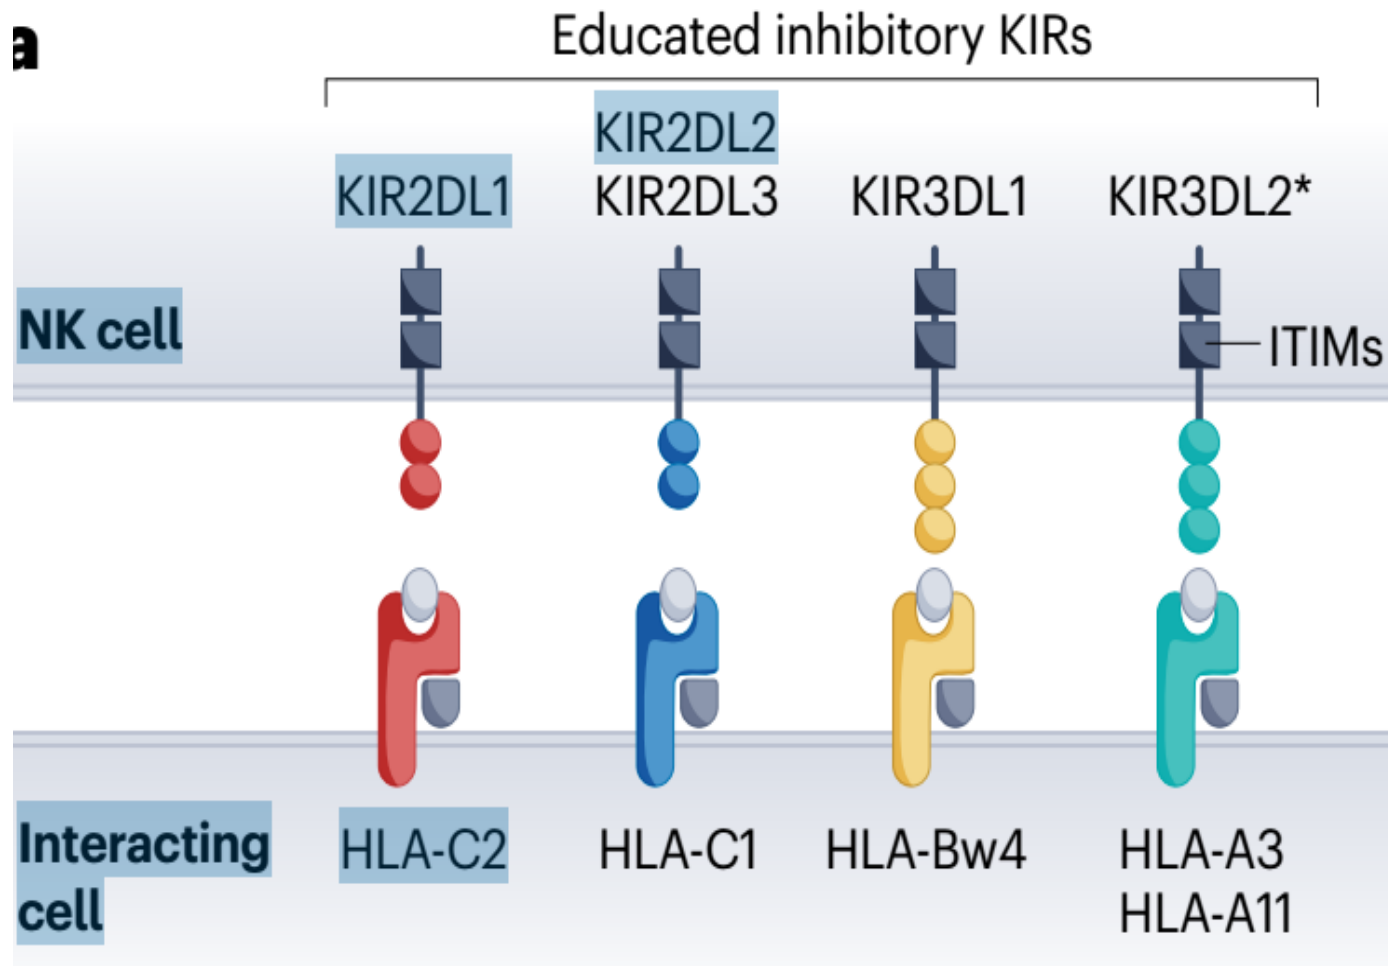 a
Educated inhibitory KIRs
KIR2DL2
KIR2DL1 KIR2DL3 KIR3DL1 KIR3DL2*
NK cell
ITIMs
Interacting
cell
HLA-C2 HLA-C1 HLA-Bw4 HLA-A3
HLA-A11